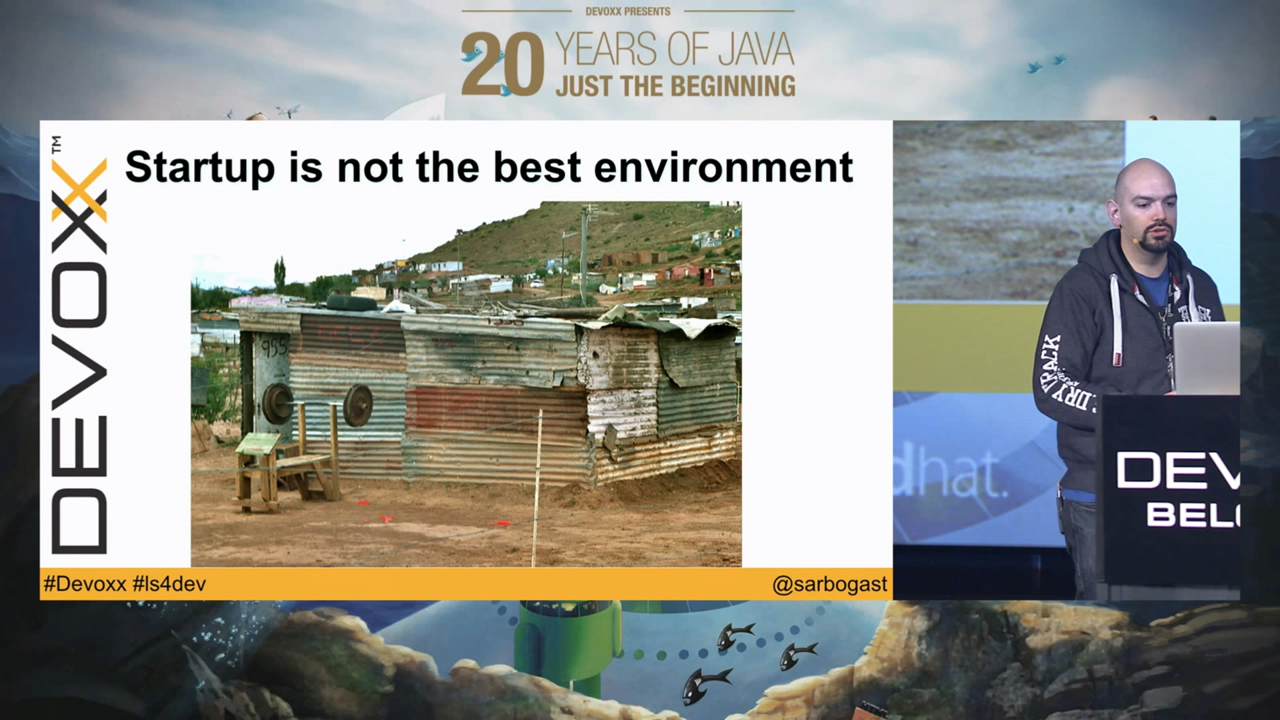 DEVOXX PRESENTS
20 YEARS OF JAVA
JUST THE BEGINNING
DEVOXX™
Startup is not the best environment
955
#Devoxx #ls4dev
@sarbogast
dhat.
DEV
BEL